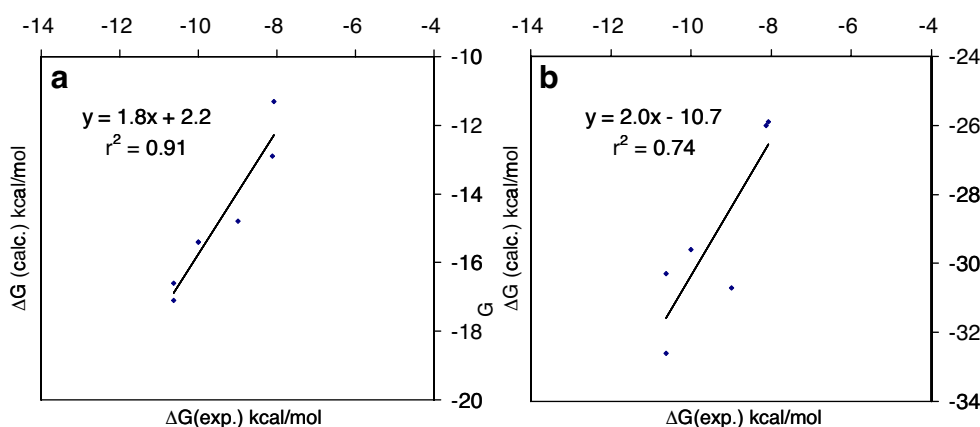 -14 -12 -10 -8 -6 -4
a
y = 1.8x + 2.2
r² = 0.91
-10
-12
-14
-16
-18
-20
ΔG (calc.) kcal/mol
ΔG(exp.) kcal/mol
G
-14 -12 -10 -8 -6 -4
b
y = 2.0x - 10.7
r² = 0.74
-24
-26
-28
-30
-32
-34
ΔG (calc.) kcal/mol
ΔG(exp.) kcal/mol